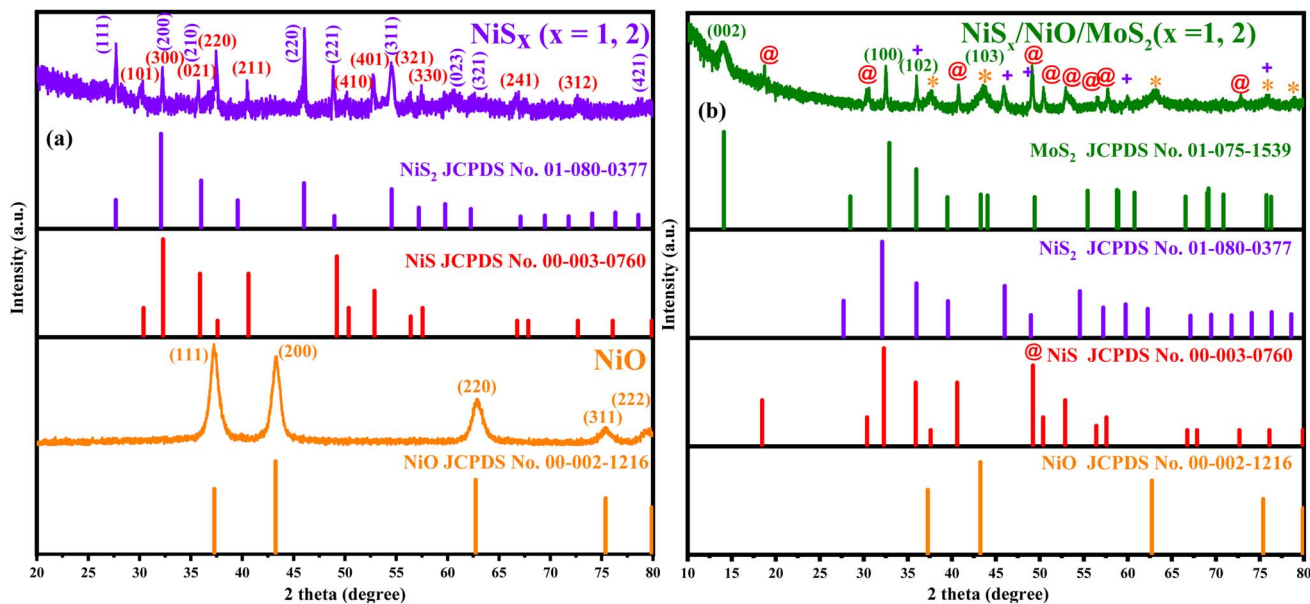 NiSx (x = 1, 2)
(111)
(101)
(300)
(200)
(210)
(021)
(220)
(211)
(220)
(221)
(410)
(401)
(311)
(321)
(330)
(023)
(321)
(241)
(312)
(421)
(a)
NiS2 JCPDS No. 01-080-0377
NiS JCPDS No. 00-003-0760
NiO
(111)
(200)
(220)
(311)
(222)
NiO JCPDS No. 00-002-1216
Intensity (a.u.)
20 25 30 35 40 45 50 55 60 65 70 75 80
2 theta (degree)
NiSx/NiO/MoS2(x =1, 2)
(002)
@
@
(100)
+
(102)
*
@
(103)
*
+
+
@
@
@
@
@
+
*
@
+
*
*
(b)
MoS2 JCPDS No. 01-075-1539
NiS2 JCPDS No. 01-080-0377
NiS JCPDS No. 00-003-0760
@
NiO JCPDS No. 00-002-1216
Intensity (a.u.)
10 15 20 25 30 35 40 45 50 55 60 65 70 75 80
2 theta (degree)